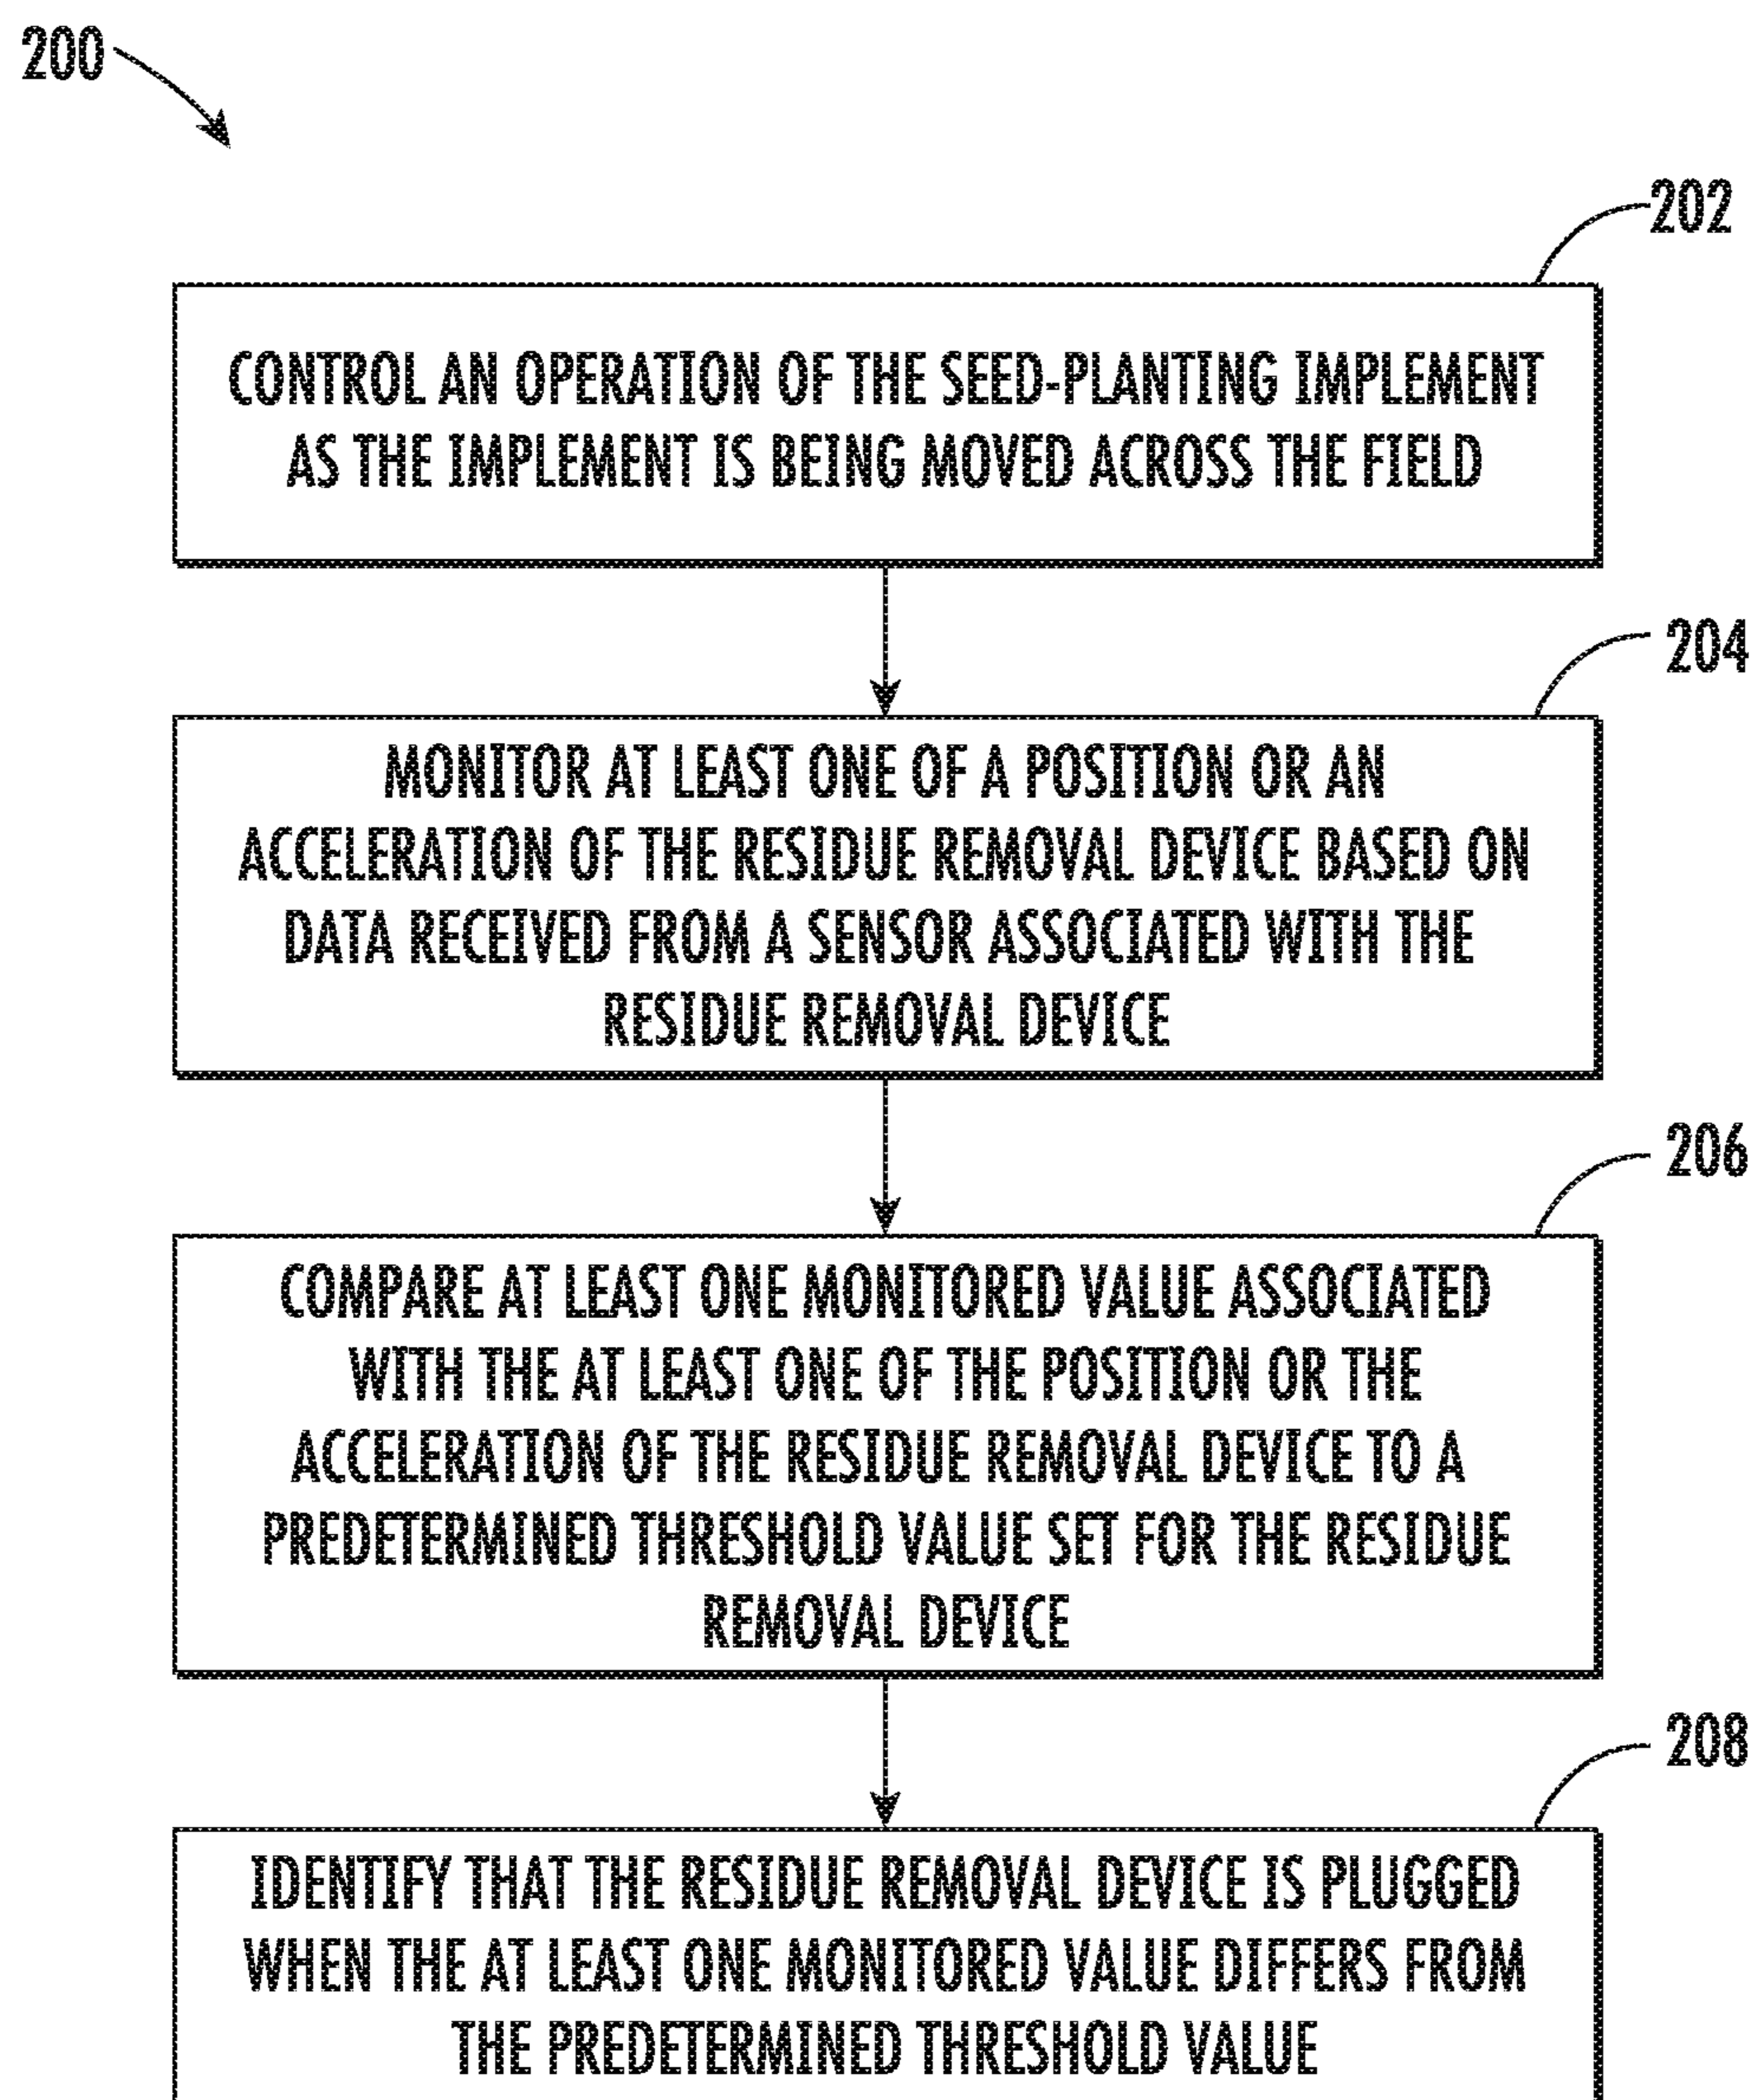 200
202
CONTROL AN OPERATION OF THE SEED-PLANTING IMPLEMENT
AS THE IMPLEMENT IS BEING MOVED ACROSS THE FIELD
204
MONITOR AT LEAST ONE OF A POSITION OR AN
ACCELERATION OF THE RESIDUE REMOVAL DEVICE BASED ON
DATA RECEIVED FROM A SENSOR ASSOCIATED WITH THE
RESIDUE REMOVAL DEVICE
206
COMPARE AT LEAST ONE MONITORED VALUE ASSOCIATED
WITH THE AT LEAST ONE OF THE POSITION OR THE
ACCELERATION OF THE RESIDUE REMOVAL DEVICE TO A
PREDETERMINED THRESHOLD VALUE SET FOR THE RESIDUE
REMOVAL DEVICE
208
IDENTIFY THAT THE RESIDUE REMOVAL DEVICE IS PLUGGED
WHEN THE AT LEAST ONE MONITORED VALUE DIFFERS FROM
THE PREDETERMINED THRESHOLD VALUE